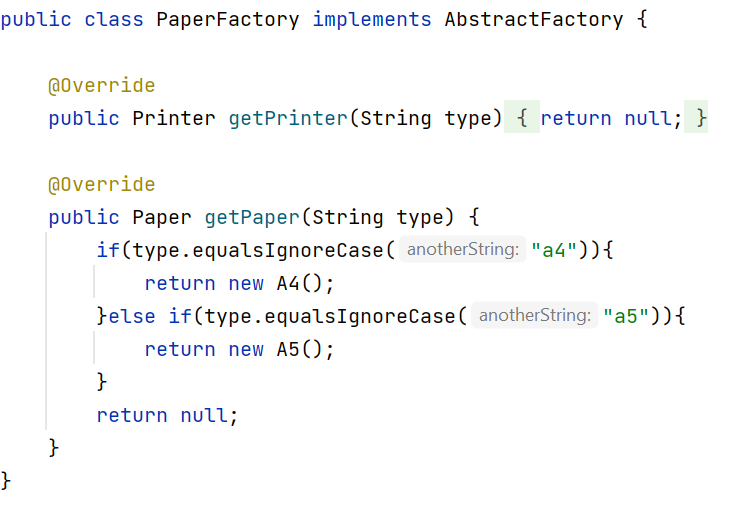 public class PaperFactory implements AbstractFactory {
@Override
public Printer getPrinter(String type) { return null; }
@Override
public Paper getPaper(String type) {
if(type.equalsIgnoreCase( anotherString: "a4")){
return new A4();
}else if(type.equalsIgnoreCase( anotherString: "a5")){
return new A5();
}
return null;
}
}